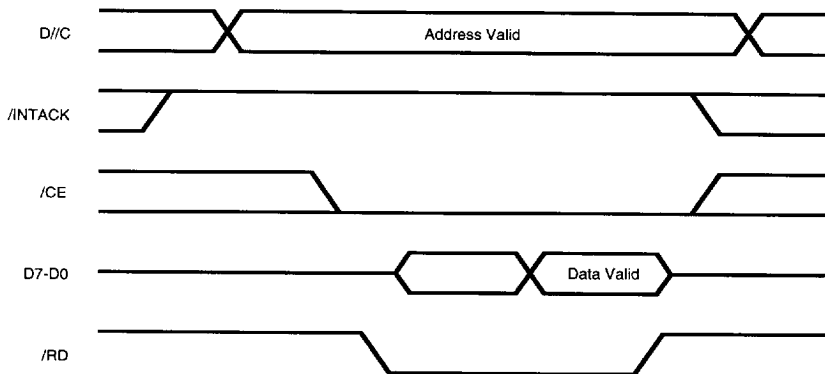 D//C
Address Valid
/INTACK
/CE
D7-D0
Data Valid
/RD